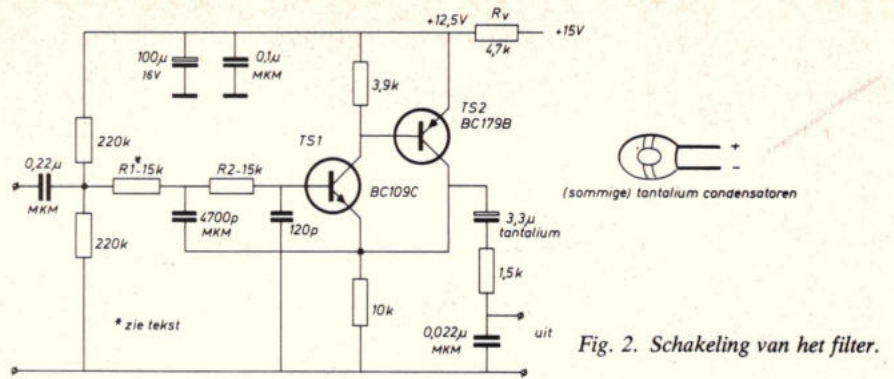 +12,5V
Rv
4,7k
+15V
100µ
16V
0,1µ
MKM
3,9k
TS2
BC179B
TS1
220k
0,22µ
MKM
R1-15k
*
R2-15k
BC109C
+
-
(sommige) tantalium condensatoren
4700p
MKM
120p
3,3µ
tantalium
220k
1,5k
10k
* zie tekst
0,022µ
MKM
uit
Fig. 2. Schakeling van het filter.